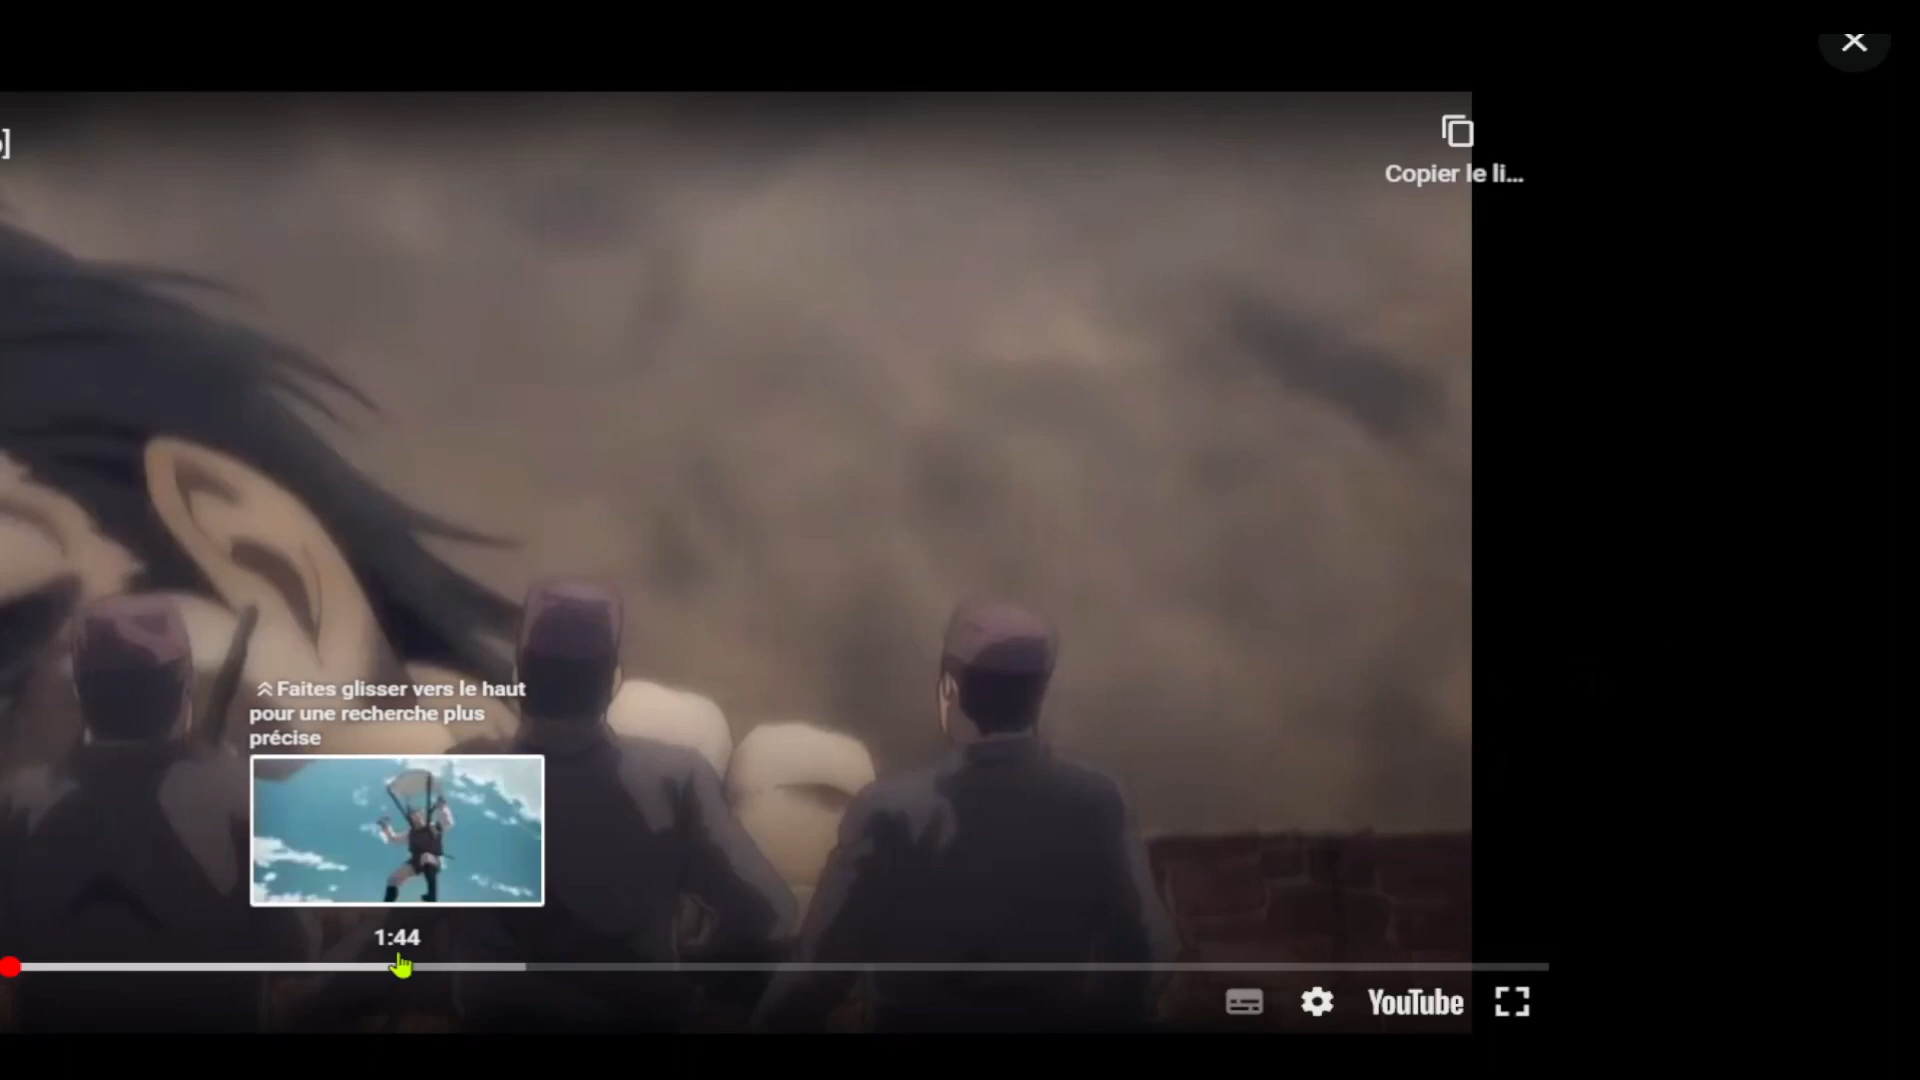 ]
Copier le li...
Faites glisser vers le haut
pour une recherche plus
précise
1:44
YouTube